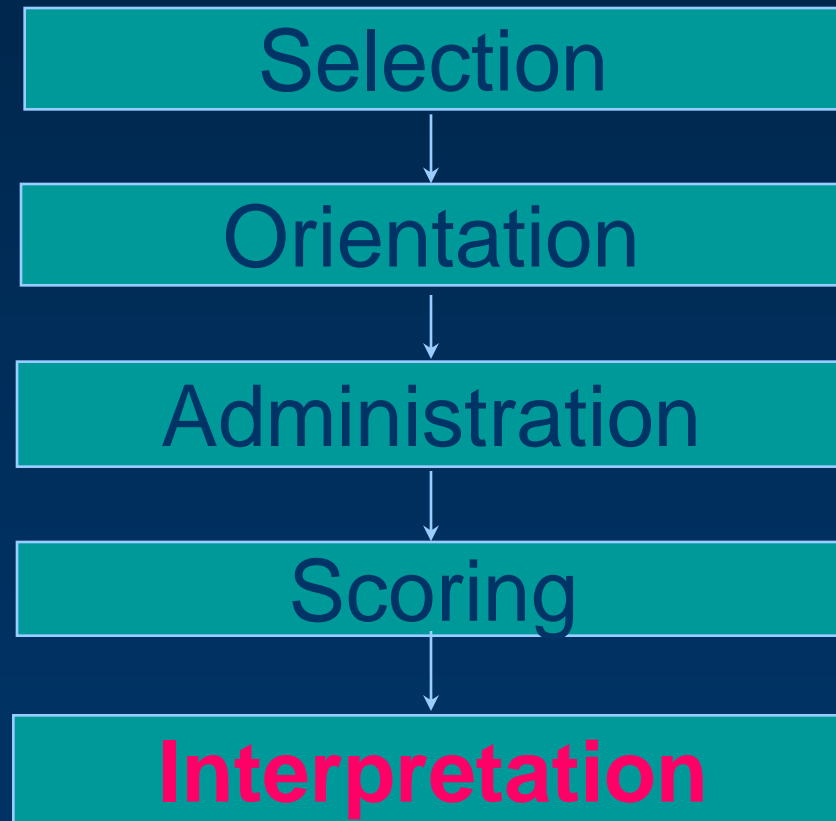 Selection
Orientation
Administration
Scoring
Interpretation